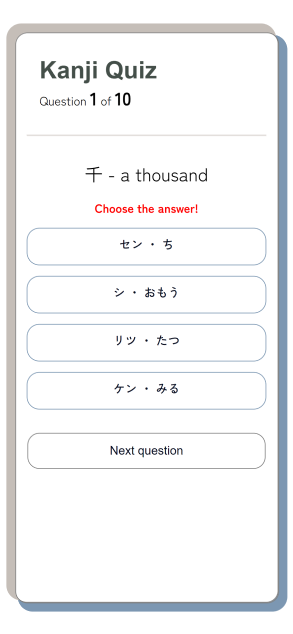 Kanji Quiz
Question 1 of 10
千 - a thousand
Choose the answer!
セン ・ ち
シ ・ おもう
リツ ・ たつ
ケン ・ みる
Next question